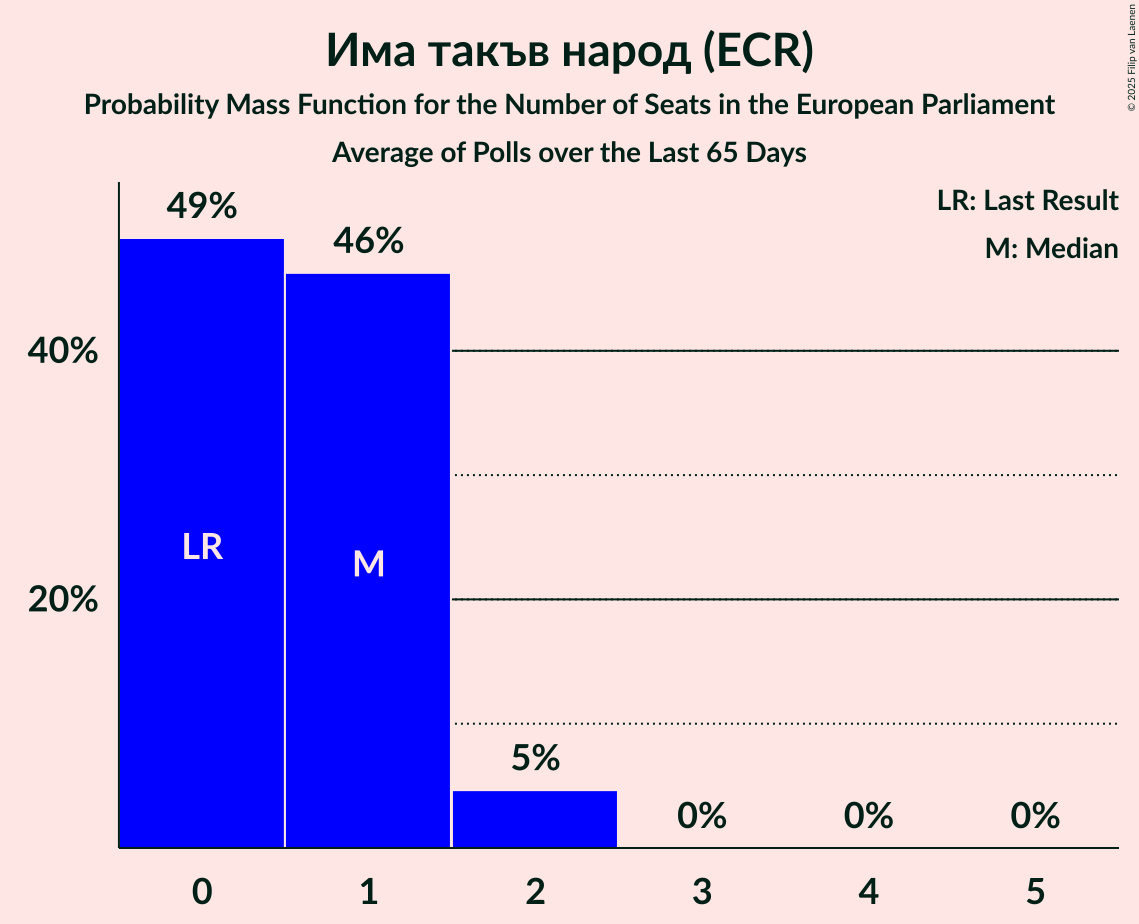 Има такъв народ (ECR)
Probability Mass Function for the Number of Seats in the European Parliament
Average of Polls over the Last 65 Days
© 2025 Filip van Laenen
LR: Last Result
M: Median
49%
46%
40%
LR
M
20%
5%
0%
0%
0%
0
1
2
3
4
5